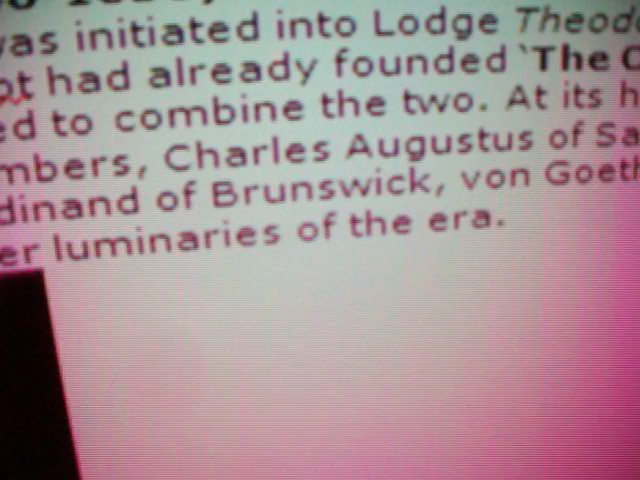 was initiated into Lodge Theod
pt had already founded `The
ed to combine the two. At its h
mbers, Charles Augustus of Sa
dinand of Brunswick, von Goeth
er luminaries of the era.